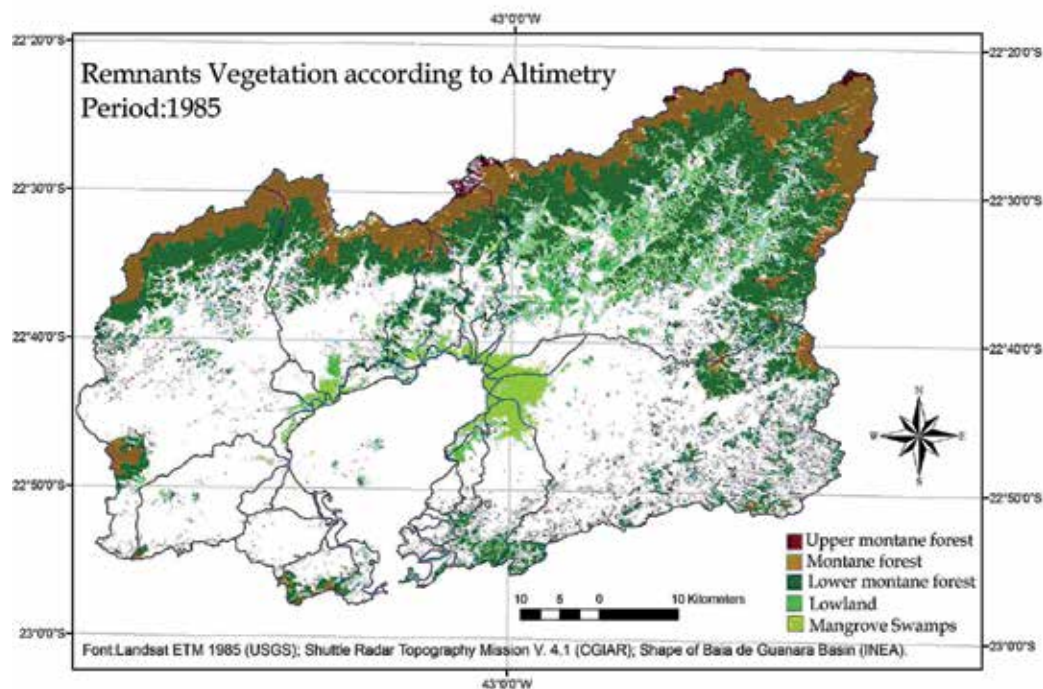 43°0'0"W
22°20'0"S
22°20'0"S
Remnants Vegetation according to Altimetry
Period:1985
22°30'0"S
22°30'0"S
22°40'0"S
22°40'0"S
N
W
E
S
22°50'0"S
22°50'0"S
Upper montane forest
Montane forest
Lower montane forest
Lowland
Mangrove Swamps
10 5 0 10 Kilometers
23°0'0"S
23°0'0"S
Font:Landsat ETM 1985 (USGS); Shuttle Radar Topography Mission V. 4.1 (CGIAR); Shape of Baia de Guanara Basin (INEA).
43°0'0"W